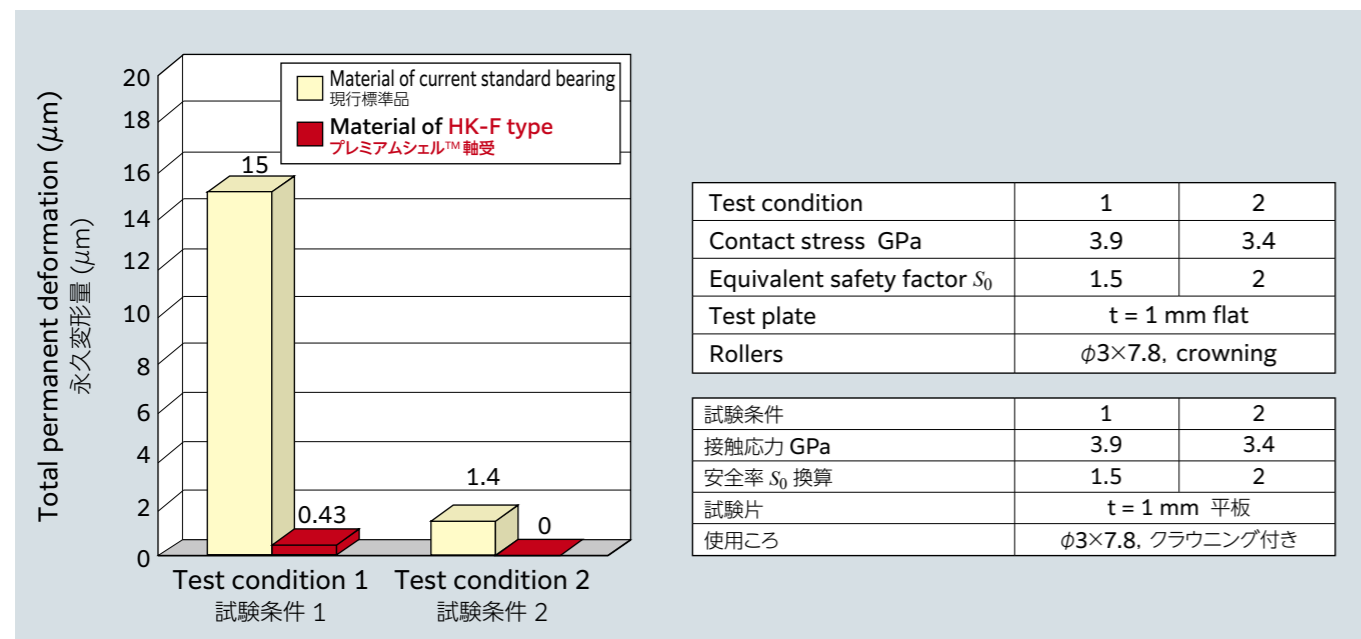 Total permanent deformation (μm)
永久変形量 (μm)
20
18
16
14
12
10
8
6
4
2
0
Material of current standard bearing
現行標準品
Material of HK-F type
プレミアムシェル™ 軸受
15
0.43
1.4
0
Test condition 1 Test condition 2
試験条件 1 試験条件 2
Test condition 1 2
Contact stress GPa 3.9 3.4
Equivalent safety factor S₀ 1.5 2
Test plate t = 1 mm flat
Rollers φ3×7.8, crowning
試験条件 1 2
接触応力 GPa 3.9 3.4
安全率 S₀ 換算 1.5 2
試験片 t = 1 mm 平板
使用ころ φ3×7.8, クラウニング付き